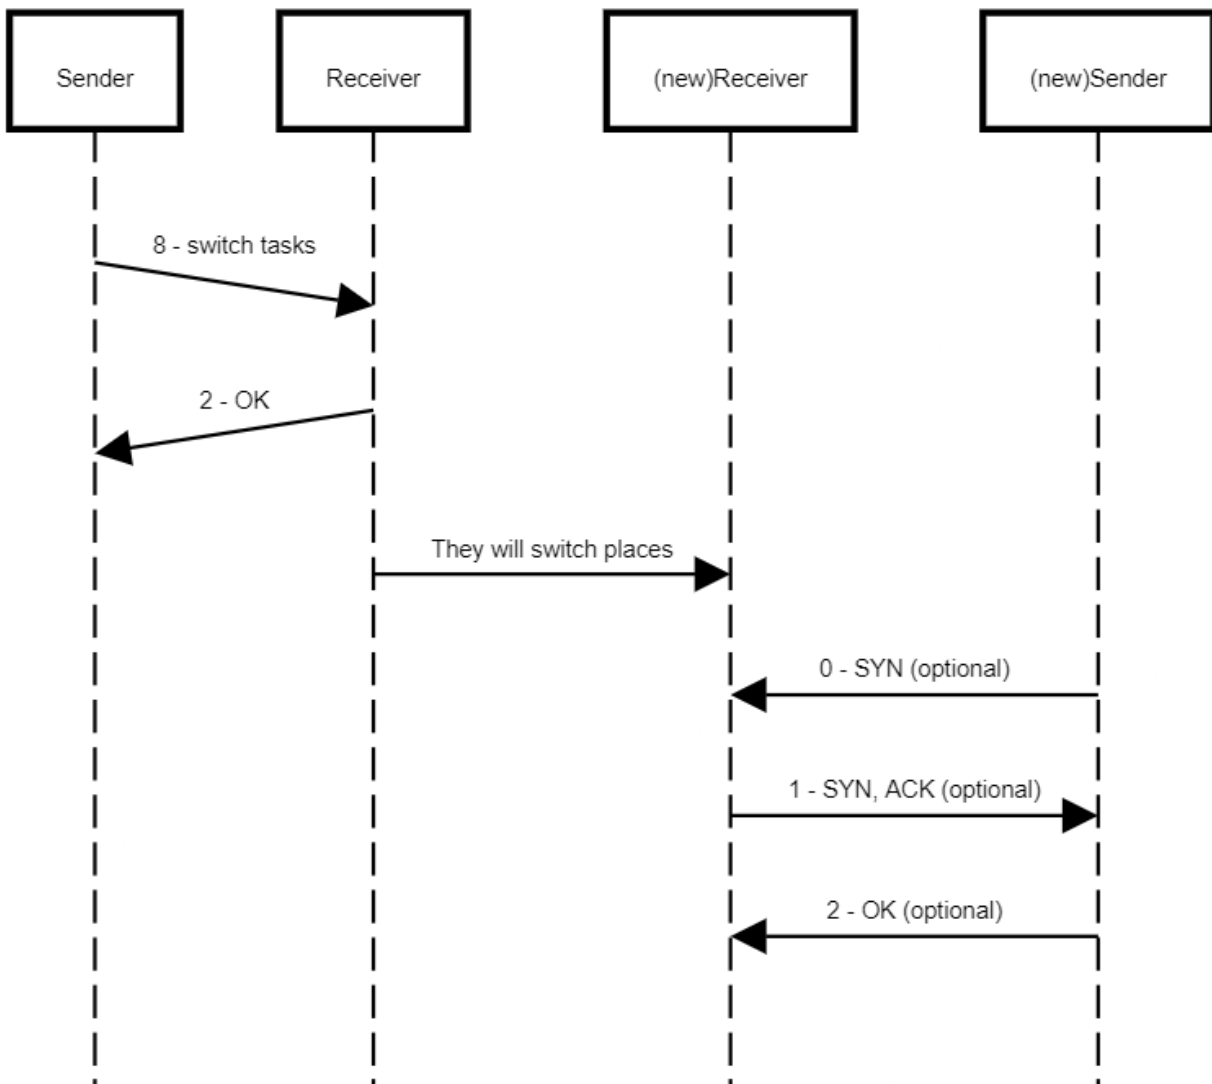 Sender
Receiver
(new)Receiver
(new)Sender
8 - switch tasks
2 - OK
They will switch places
0 - SYN (optional)
1 - SYN, ACK (optional)
2 - OK (optional)